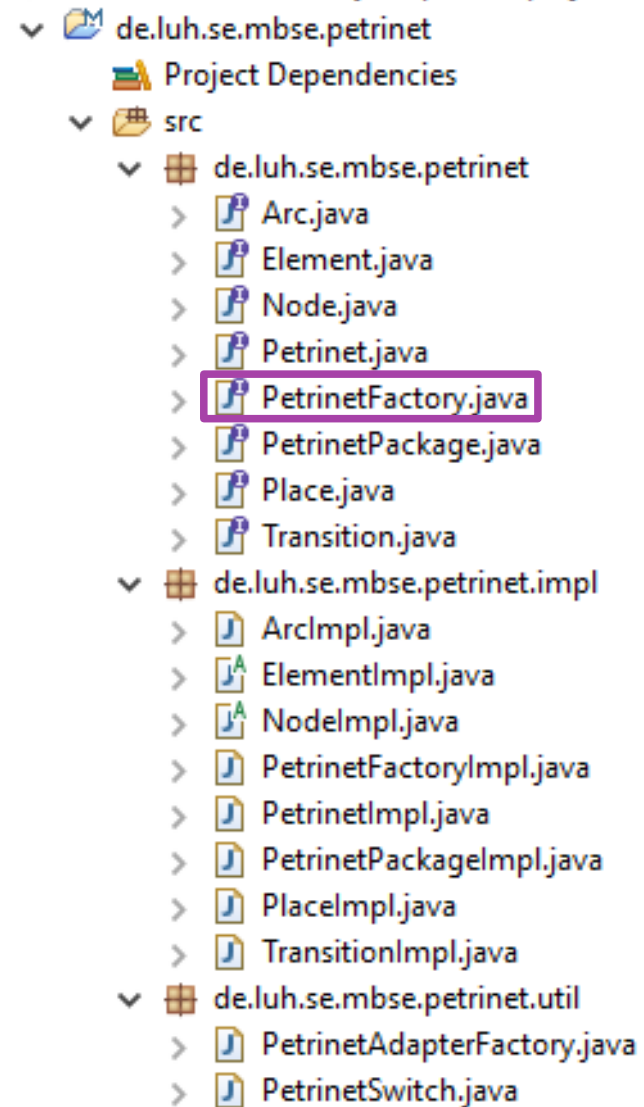 de.luh.se.mbse.petrinet
Project Dependencies
src
de.luh.se.mbse.petrinet
Arc.java
Element.java
Node.java
Petrinet.java
PetrinetFactory.java
PetrinetPackage.java
Place.java
Transition.java
de.luh.se.mbse.petrinet.impl
ArcImpl.java
ElementImpl.java
NodeImpl.java
PetrinetFactoryImpl.java
PetrinetImpl.java
PetrinetPackageImpl.java
PlaceImpl.java
TransitionImpl.java
de.luh.se.mbse.petrinet.util
PetrinetAdapterFactory.java
PetrinetSwitch.java